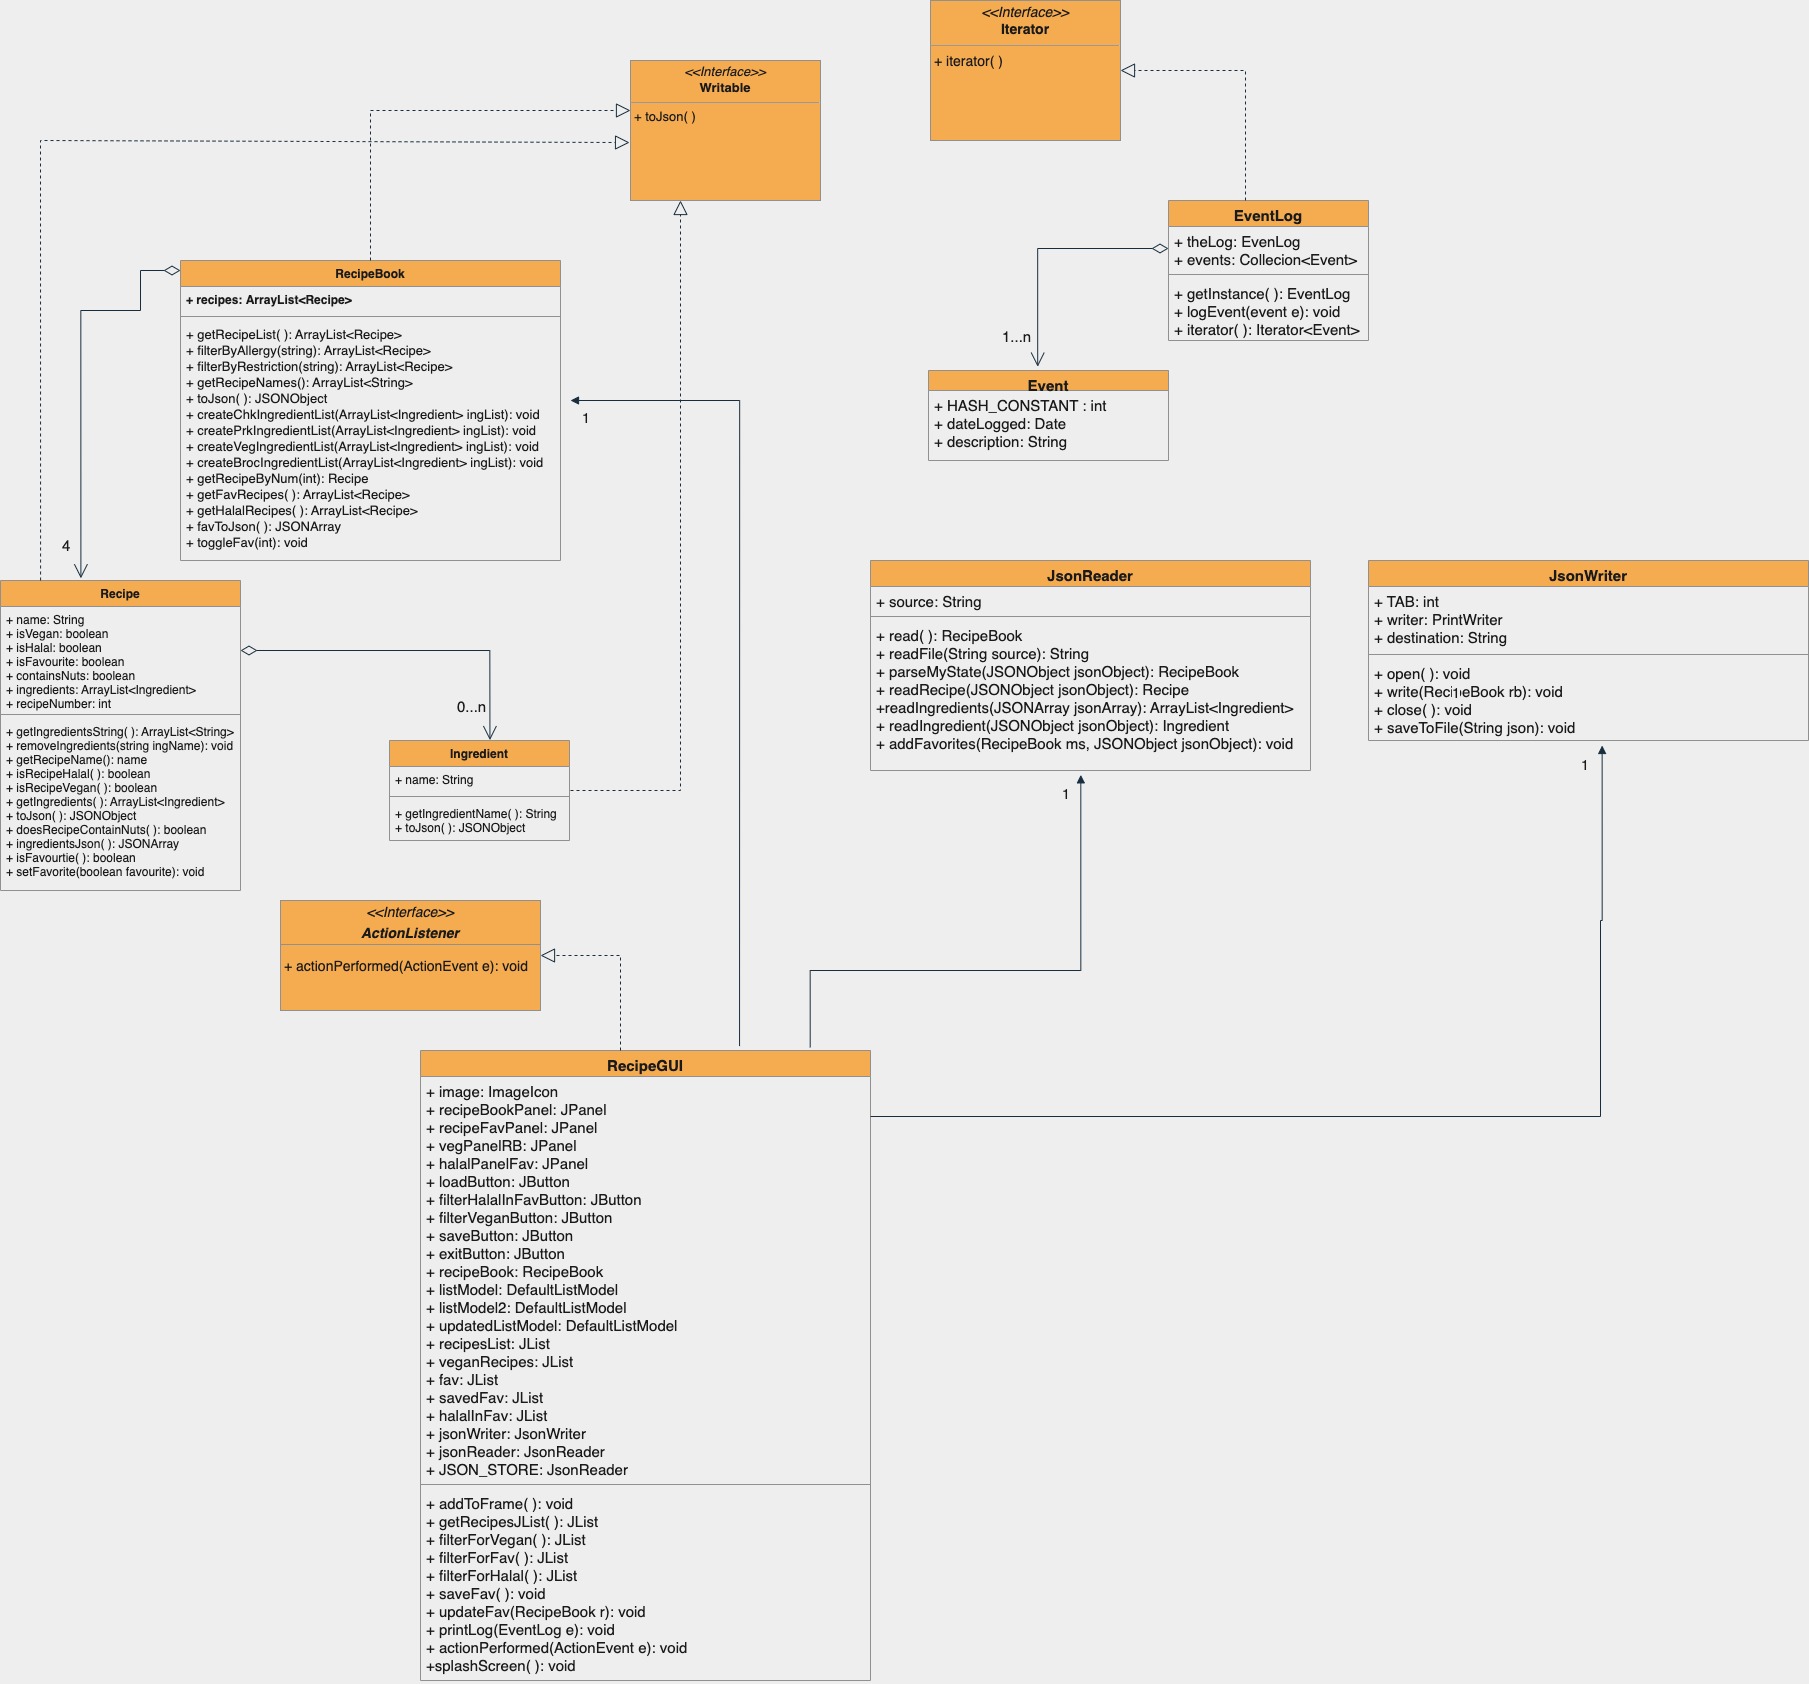 <<Interface>>
Iterator
+ iterator( )
<<Interface>>
Writable
+ toJson( )
EventLog
+ theLog: EvenLog
+ events: Collecion<Event>
+ getInstance( ): EventLog
+ logEvent(event e): void
+ iterator( ): Iterator<Event>
1...n
Event
+ HASH_CONSTANT : int
+ dateLogged: Date
+ description: String
RecipeBook
+ recipes: ArrayList<Recipe>
+ getRecipeList( ): ArrayList<Recipe>
+ filterByAllergy(string): ArrayList<Recipe>
+ filterByRestriction(string): ArrayList<Recipe>
+ getRecipeNames(): ArrayList<String>
+ toJson( ): JSONObject
+ createChkIngredientList(ArrayList<Ingredient> ingList): void
+ createPrkIngredientList(ArrayList<Ingredient> ingList): void
+ createVegIngredientList(ArrayList<Ingredient> ingList): void
+ createBrocIngredientList(ArrayList<Ingredient> ingList): void
+ getRecipeByNum(int): Recipe
+ getFavRecipes( ): ArrayList<Recipe>
+ getHalalRecipes( ): ArrayList<Recipe>
+ favToJson( ): JSONArray
+ toggleFav(int): void
1
4
Recipe
+ name: String
+ isVegan: boolean
+ isHalal: boolean
+ isFavourite: boolean
+ containsNuts: boolean
+ ingredients: ArrayList<Ingredient>
+ recipeNumber: int
+ getIngredientsString( ): ArrayList<String>
+ removeIngredients(string ingName): void
+ getRecipeName(): name
+ isRecipeHalal( ): boolean
+ isRecipeVegan( ): boolean
+ getIngredients( ): ArrayList<Ingredient>
+ toJson( ): JSONObject
+ doesRecipeContainNuts( ): boolean
+ ingredientsJson( ): JSONArray
+ isFavourtie( ): boolean
+ setFavorite(boolean favourite): void
0...n
Ingredient
+ name: String
+ getIngredientName( ): String
+ toJson( ): JSONObject
JsonReader
+ source: String
+ read( ): RecipeBook
+ readFile(String source): String
+ parseMyState(JSONObject jsonObject): RecipeBook
+ readRecipe(JSONObject jsonObject): Recipe
+readIngredients(JSONArray jsonArray): ArrayList<Ingredient>
+ readIngredient(JSONObject jsonObject): Ingredient
+ addFavorites(RecipeBook ms, JSONObject jsonObject): void
1
JsonWriter
+ TAB: int
+ writer: PrintWriter
+ destination: String
+ open( ): void
+ write(RecipeBook rb): void
+ close( ): void
+ saveToFile(String json): void
1
<<Interface>>
ActionListener
+ actionPerformed(ActionEvent e): void
RecipeGUI
+ image: ImageIcon
+ recipeBookPanel: JPanel
+ recipeFavPanel: JPanel
+ vegPanelRB: JPanel
+ halalPanelFav: JPanel
+ loadButton: JButton
+ filterHalalInFavButton: JButton
+ filterVeganButton: JButton
+ saveButton: JButton
+ exitButton: JButton
+ recipeBook: RecipeBook
+ listModel: DefaultListModel
+ listModel2: DefaultListModel
+ updatedListModel: DefaultListModel
+ recipesList: JList
+ veganRecipes: JList
+ fav: JList
+ savedFav: JList
+ halalInFav: JList
+ jsonWriter: JsonWriter
+ jsonReader: JsonReader
+ JSON_STORE: JsonReader
+ addToFrame( ): void
+ getRecipesJList( ): JList
+ filterForVegan( ): JList
+ filterForFav( ): JList
+ filterForHalal( ): JList
+ saveFav( ): void
+ updateFav(RecipeBook r): void
+ printLog(EventLog e): void
+ actionPerformed(ActionEvent e): void
+splashScreen( ): void